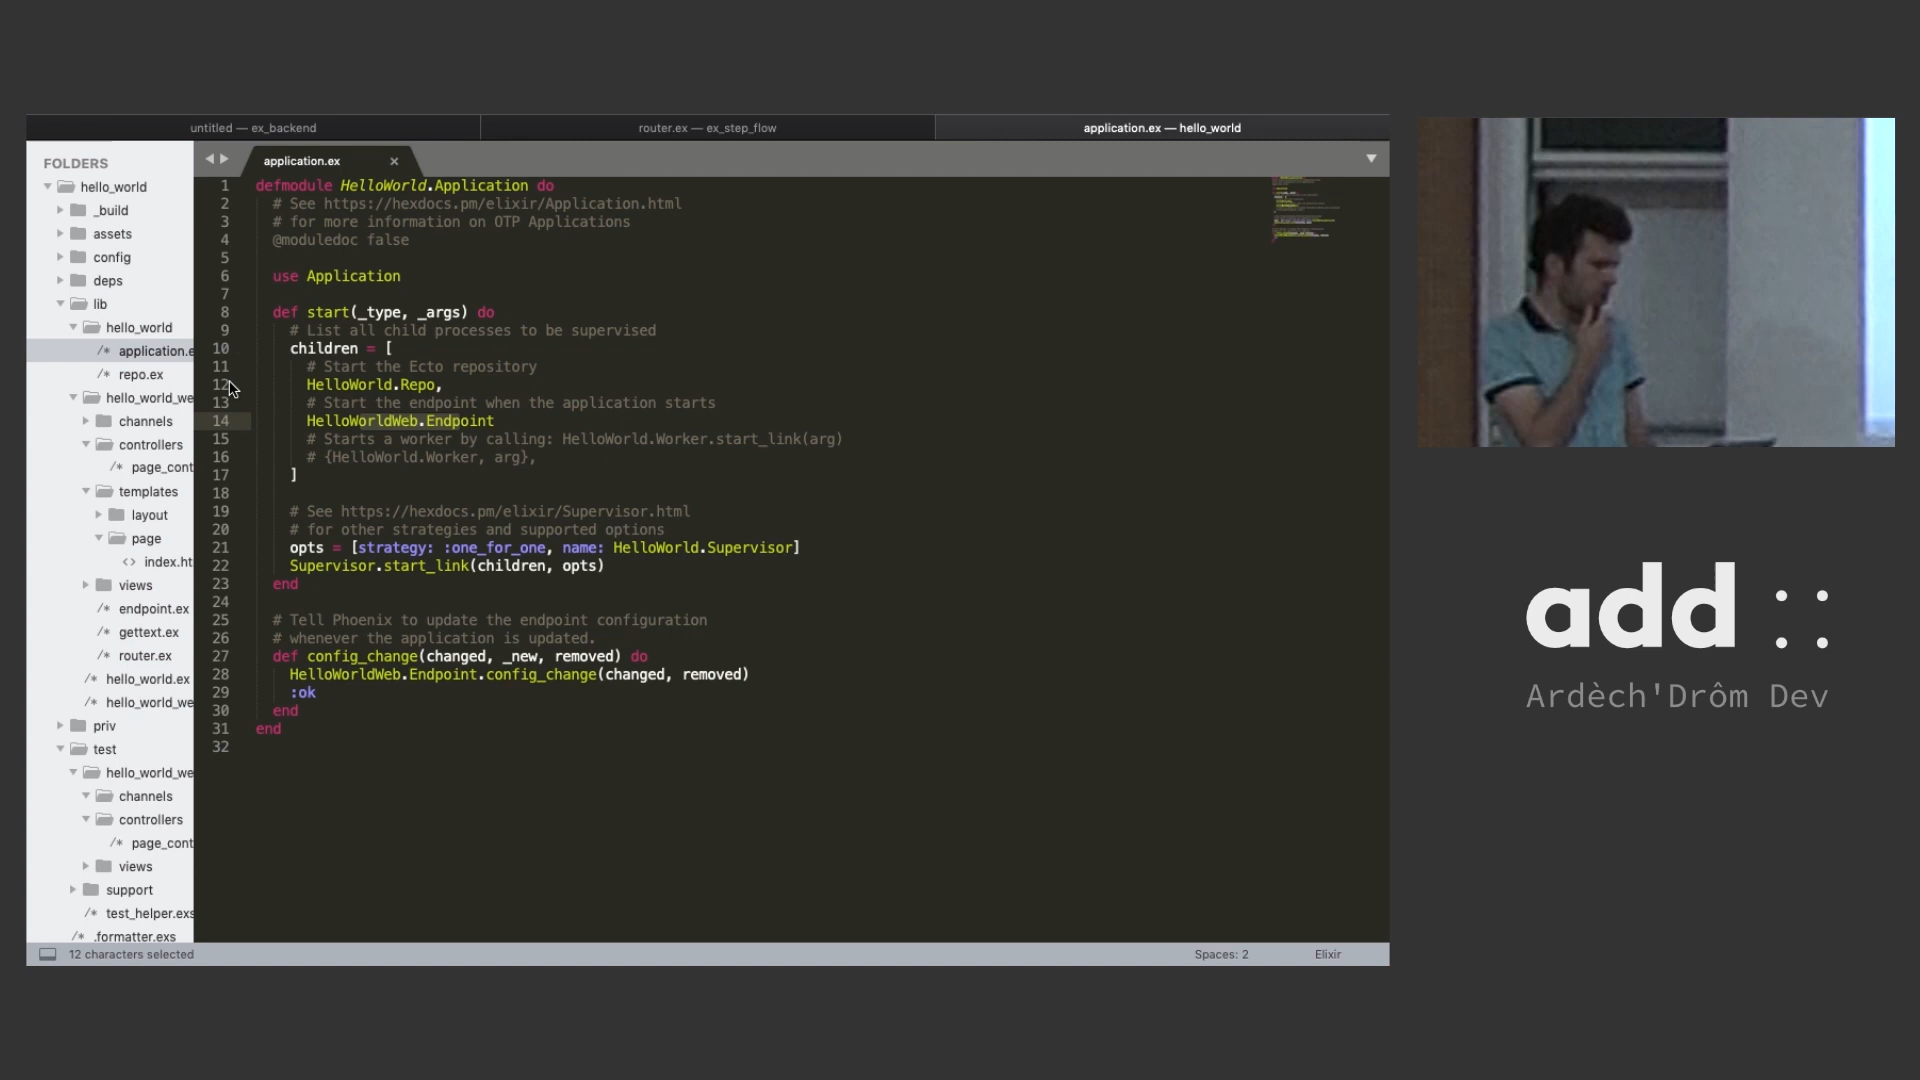 untitled — ex_backend
router.ex — ex_step_flow
application.ex — hello_world
FOLDERS
hello_world
_build
assets
config
deps
lib
hello_world
/* application.e
/* repo.ex
hello_world_we
channels
controllers
/* page_cont
templates
layout
page
<> index.ht
views
/* endpoint.ex
/* gettext.ex
/* router.ex
/* hello_world.ex
/* hello_world_we
priv
test
hello_world_we
channels
controllers
/* page_cont
views
support
/* test_helper.exs
/* .formatter.exs
application.ex ×
1 defmodule HelloWorld.Application do
2 # See https://hexdocs.pm/elixir/Application.html
3 # for more information on OTP Applications
4 @moduledoc false
5
6 use Application
7
8 def start(_type, _args) do
9 # List all child processes to be supervised
10 children = [
11 # Start the Ecto repository
12 HelloWorld.Repo,
13 # Start the endpoint when the application starts
14 HelloWorldWeb.Endpoint
15 # Starts a worker by calling: HelloWorld.Worker.start_link(arg)
16 # {HelloWorld.Worker, arg},
17 ]
18
19 # See https://hexdocs.pm/elixir/Supervisor.html
20 # for other strategies and supported options
21 opts = [strategy: :one_for_one, name: HelloWorld.Supervisor]
22 Supervisor.start_link(children, opts)
23 end
24
25 # Tell Phoenix to update the endpoint configuration
26 # whenever the application is updated.
27 def config_change(changed, _new, removed) do
28 HelloWorldWeb.Endpoint.config_change(changed, removed)
29 :ok
30 end
31 end
32
12 characters selected
Spaces: 2
Elixir
add ::
Ardèch'Drôm Dev